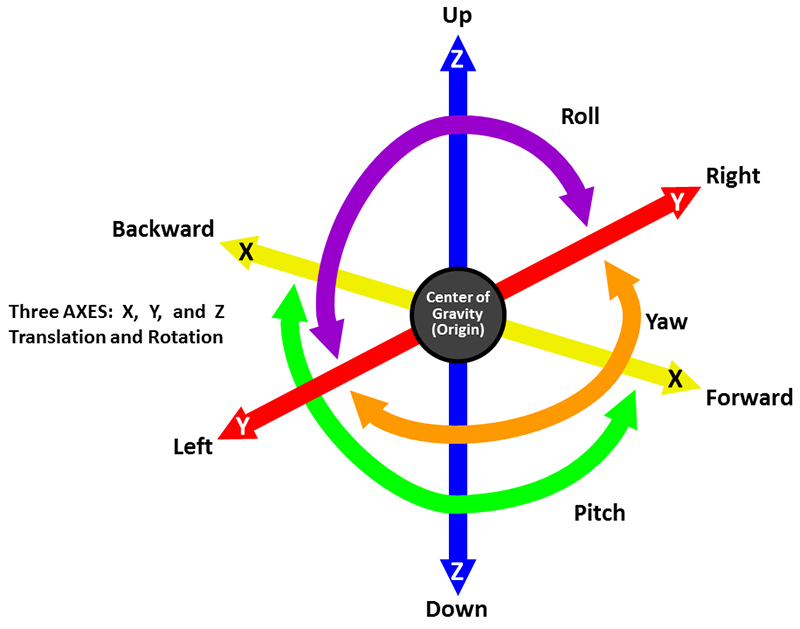 Up
Z
Roll
Right
Y
Backward
X
Center of
Gravity
(Origin)
Three AXES: X, Y, and Z
Translation and Rotation
Yaw
X
Forward
Y
Left
Pitch
Z
Down